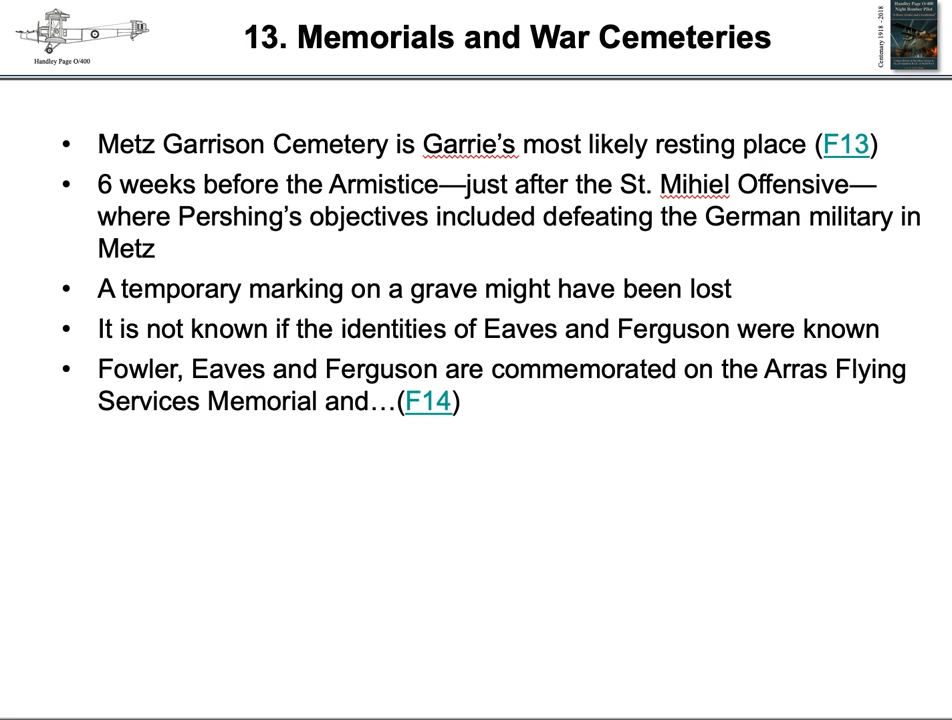 13. Memorials and War Cemeteries
Handley Page O/400
Centenary 1918 - 2018
Handley Page O/400
Night Bomber Pilot
• Metz Garrison Cemetery is Garrie’s most likely resting place (F13)
• 6 weeks before the Armistice—just after the St. Mihiel Offensive—
where Pershing’s objectives included defeating the German military in
Metz
• A temporary marking on a grave might have been lost
• It is not known if the identities of Eaves and Ferguson were known
• Fowler, Eaves and Ferguson are commemorated on the Arras Flying
Services Memorial and…(F14)